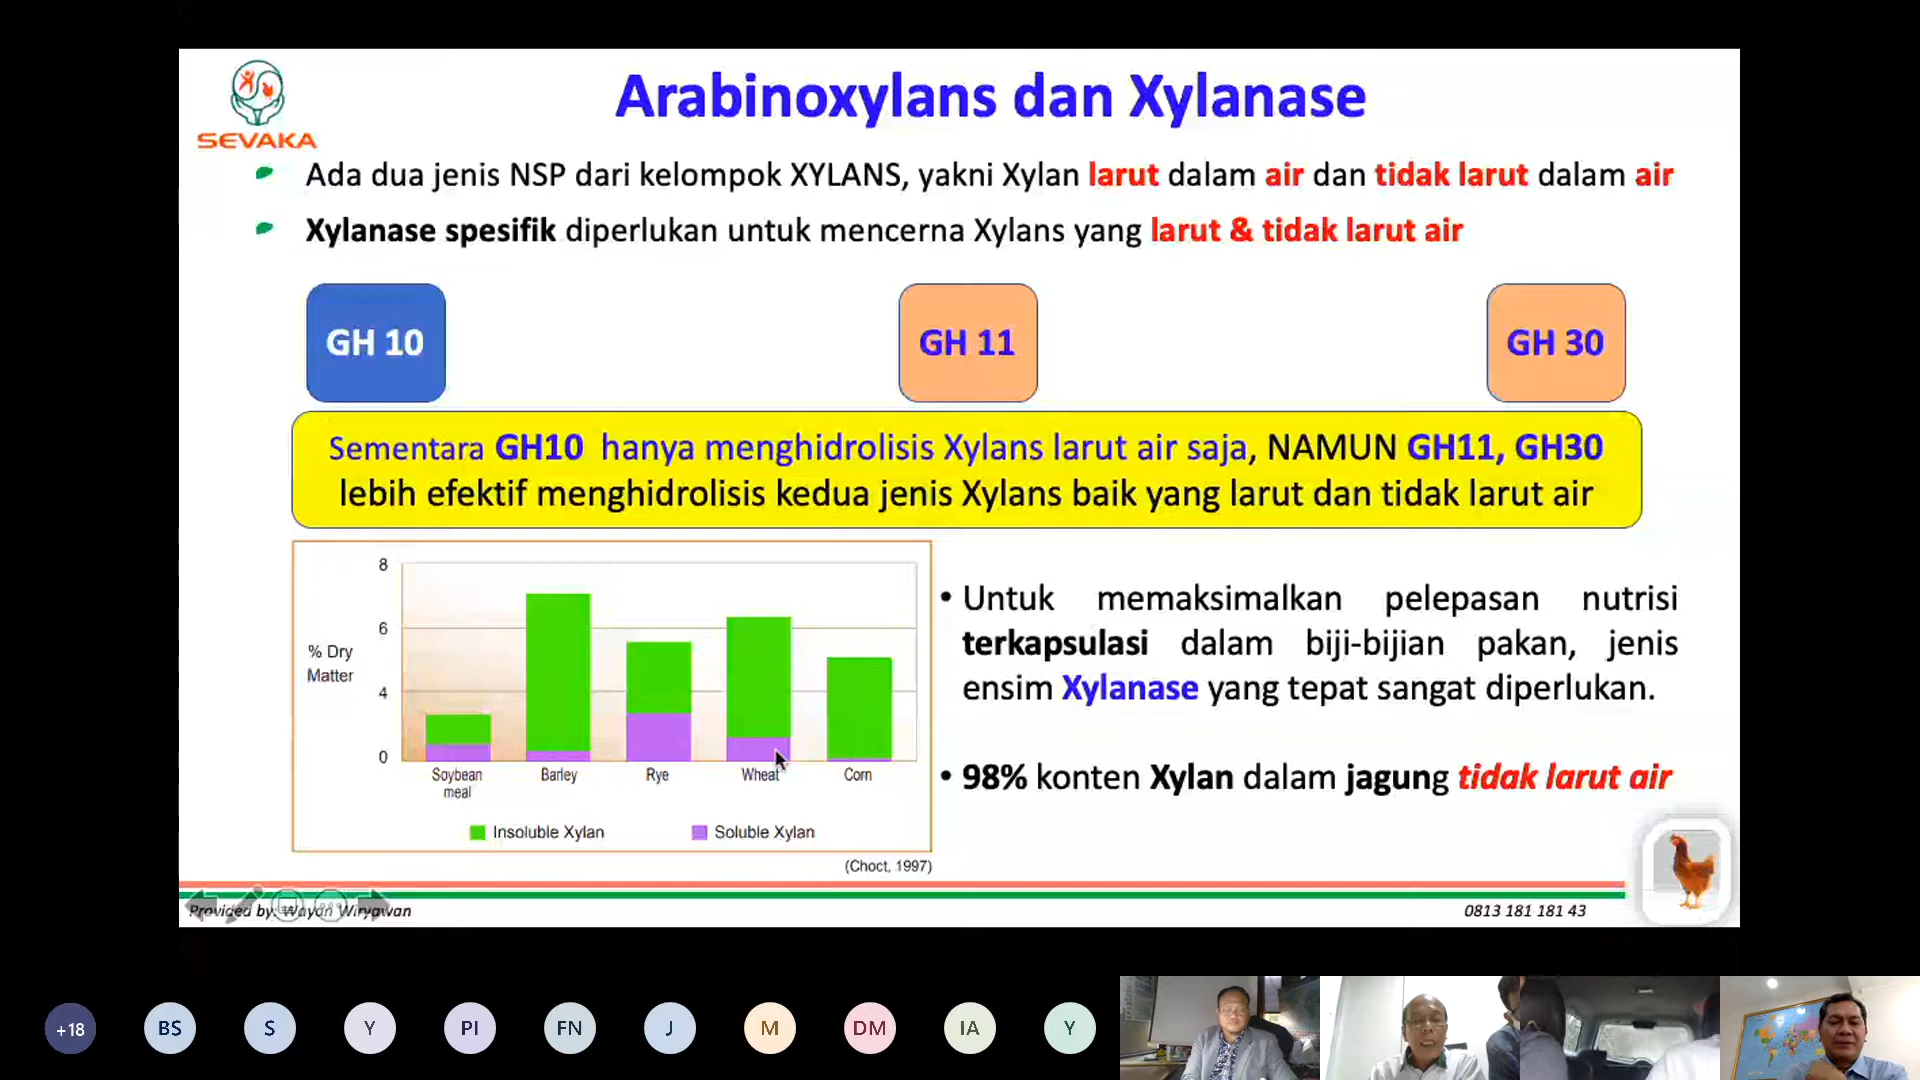 SEVAKA
Arabinoxylans dan Xylanase
Ada dua jenis NSP dari kelompok XYLANS, yakni Xylan larut dalam air dan tidak larut dalam air
Xylanase spesifik diperlukan untuk mencerna Xylans yang larut & tidak larut air
GH 10
GH 11
GH 30
Sementara GH10 hanya menghidrolisis Xylans larut air saja, NAMUN GH11, GH30
lebih efektif menghidrolisis kedua jenis Xylans baik yang larut dan tidak larut air
8
6
4
0
% Dry
Matter
Soybean
meal
Barley
Rye
Wheat
Corn
Insoluble Xylan
Soluble Xylan
(Choct, 1997)
• Untuk memaksimalkan pelepasan nutrisi
terkapsulasi dalam biji-bijian pakan, jenis
ensim Xylanase yang tepat sangat diperlukan.
• 98% konten Xylan dalam jagung tidak larut air
Provided by: Wayan Wiryawan
0813 181 181 43
+18
BS
S
Y
PI
FN
J
M
DM
IA
Y